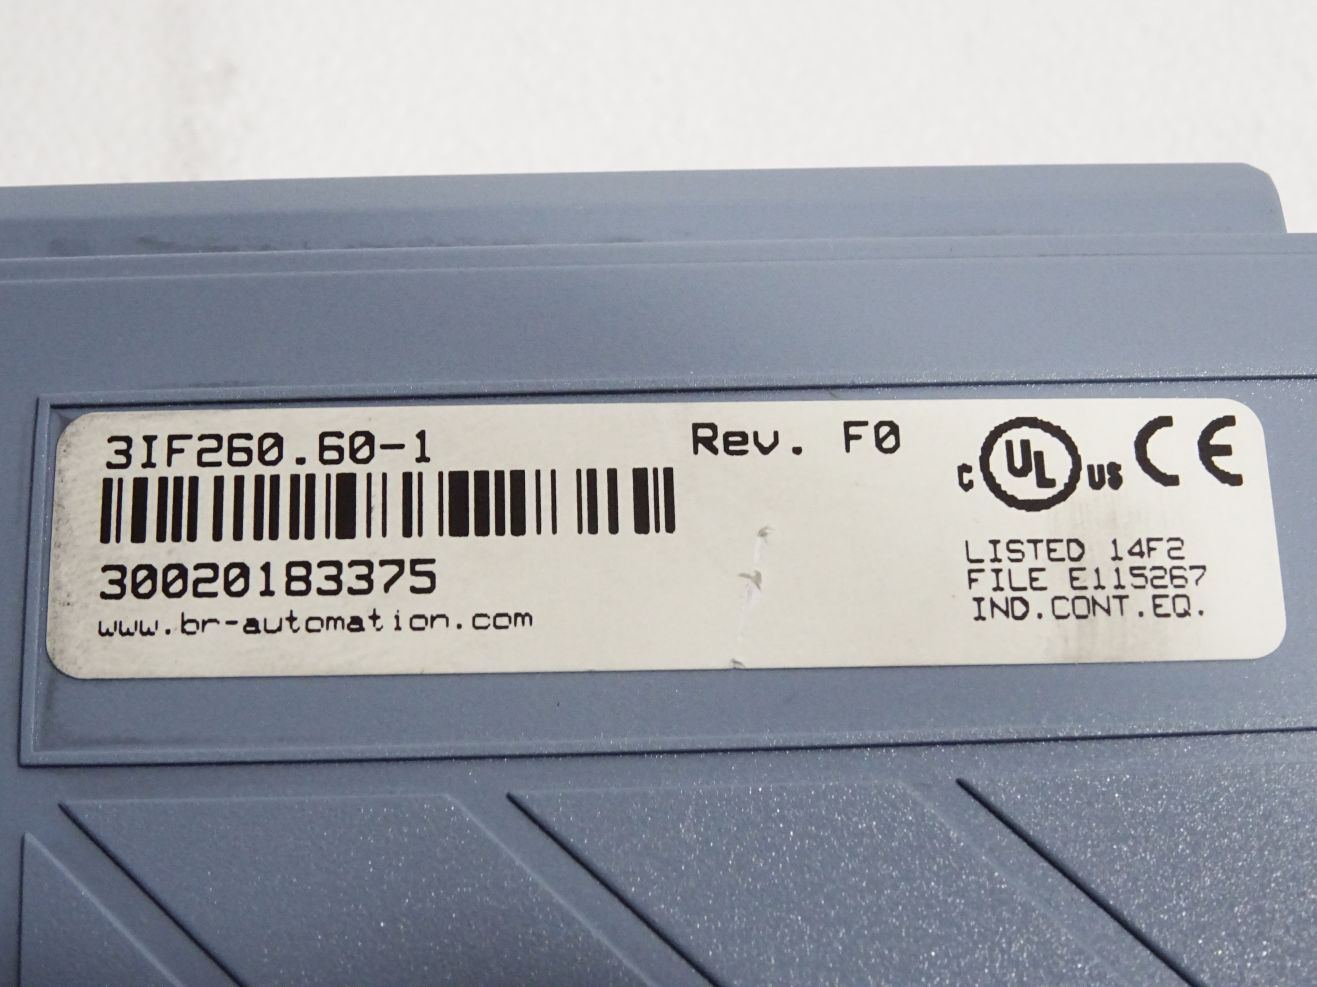 3IF260.60-1 Rev. F0
C UL US CE
30020183375
www.br-automation.com
LISTED 14F2
FILE E115267
IND.CONT.EQ.